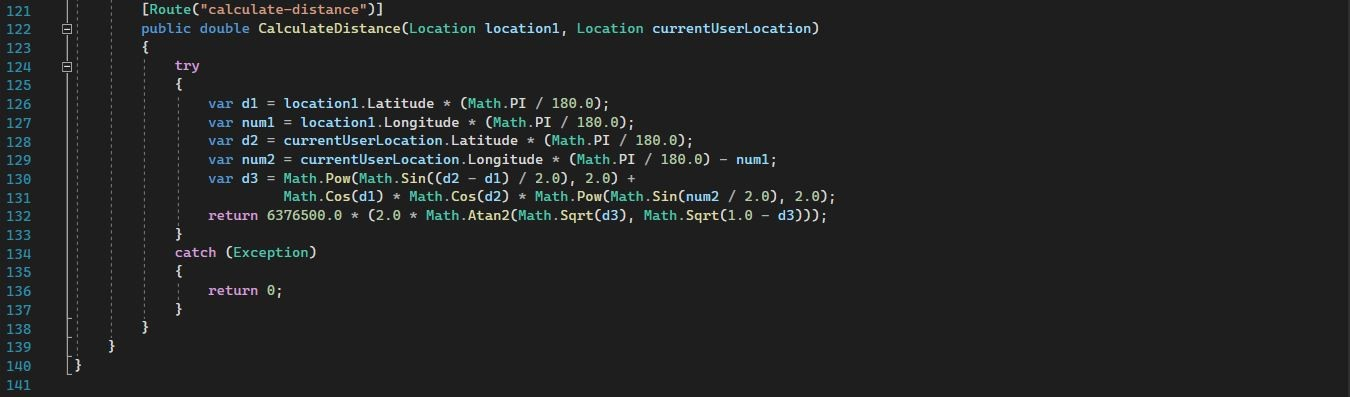 121 [Route("calculate-distance")]
122 public double CalculateDistance(Location location1, Location currentUserLocation)
123 {
124 try
125 {
126 var d1 = location1.Latitude * (Math.PI / 180.0);
127 var num1 = location1.Longitude * (Math.PI / 180.0);
128 var d2 = currentUserLocation.Latitude * (Math.PI / 180.0);
129 var num2 = currentUserLocation.Longitude * (Math.PI / 180.0) - num1;
130 var d3 = Math.Pow(Math.Sin((d2 - d1) / 2.0), 2.0) +
131 Math.Cos(d1) * Math.Cos(d2) * Math.Pow(Math.Sin(num2 / 2.0), 2.0);
132 return 6376500.0 * (2.0 * Math.Atan2(Math.Sqrt(d3), Math.Sqrt(1.0 - d3)));
133 }
134 catch (Exception)
135 {
136 return 0;
137 }
138 }
139 }
140 }
141